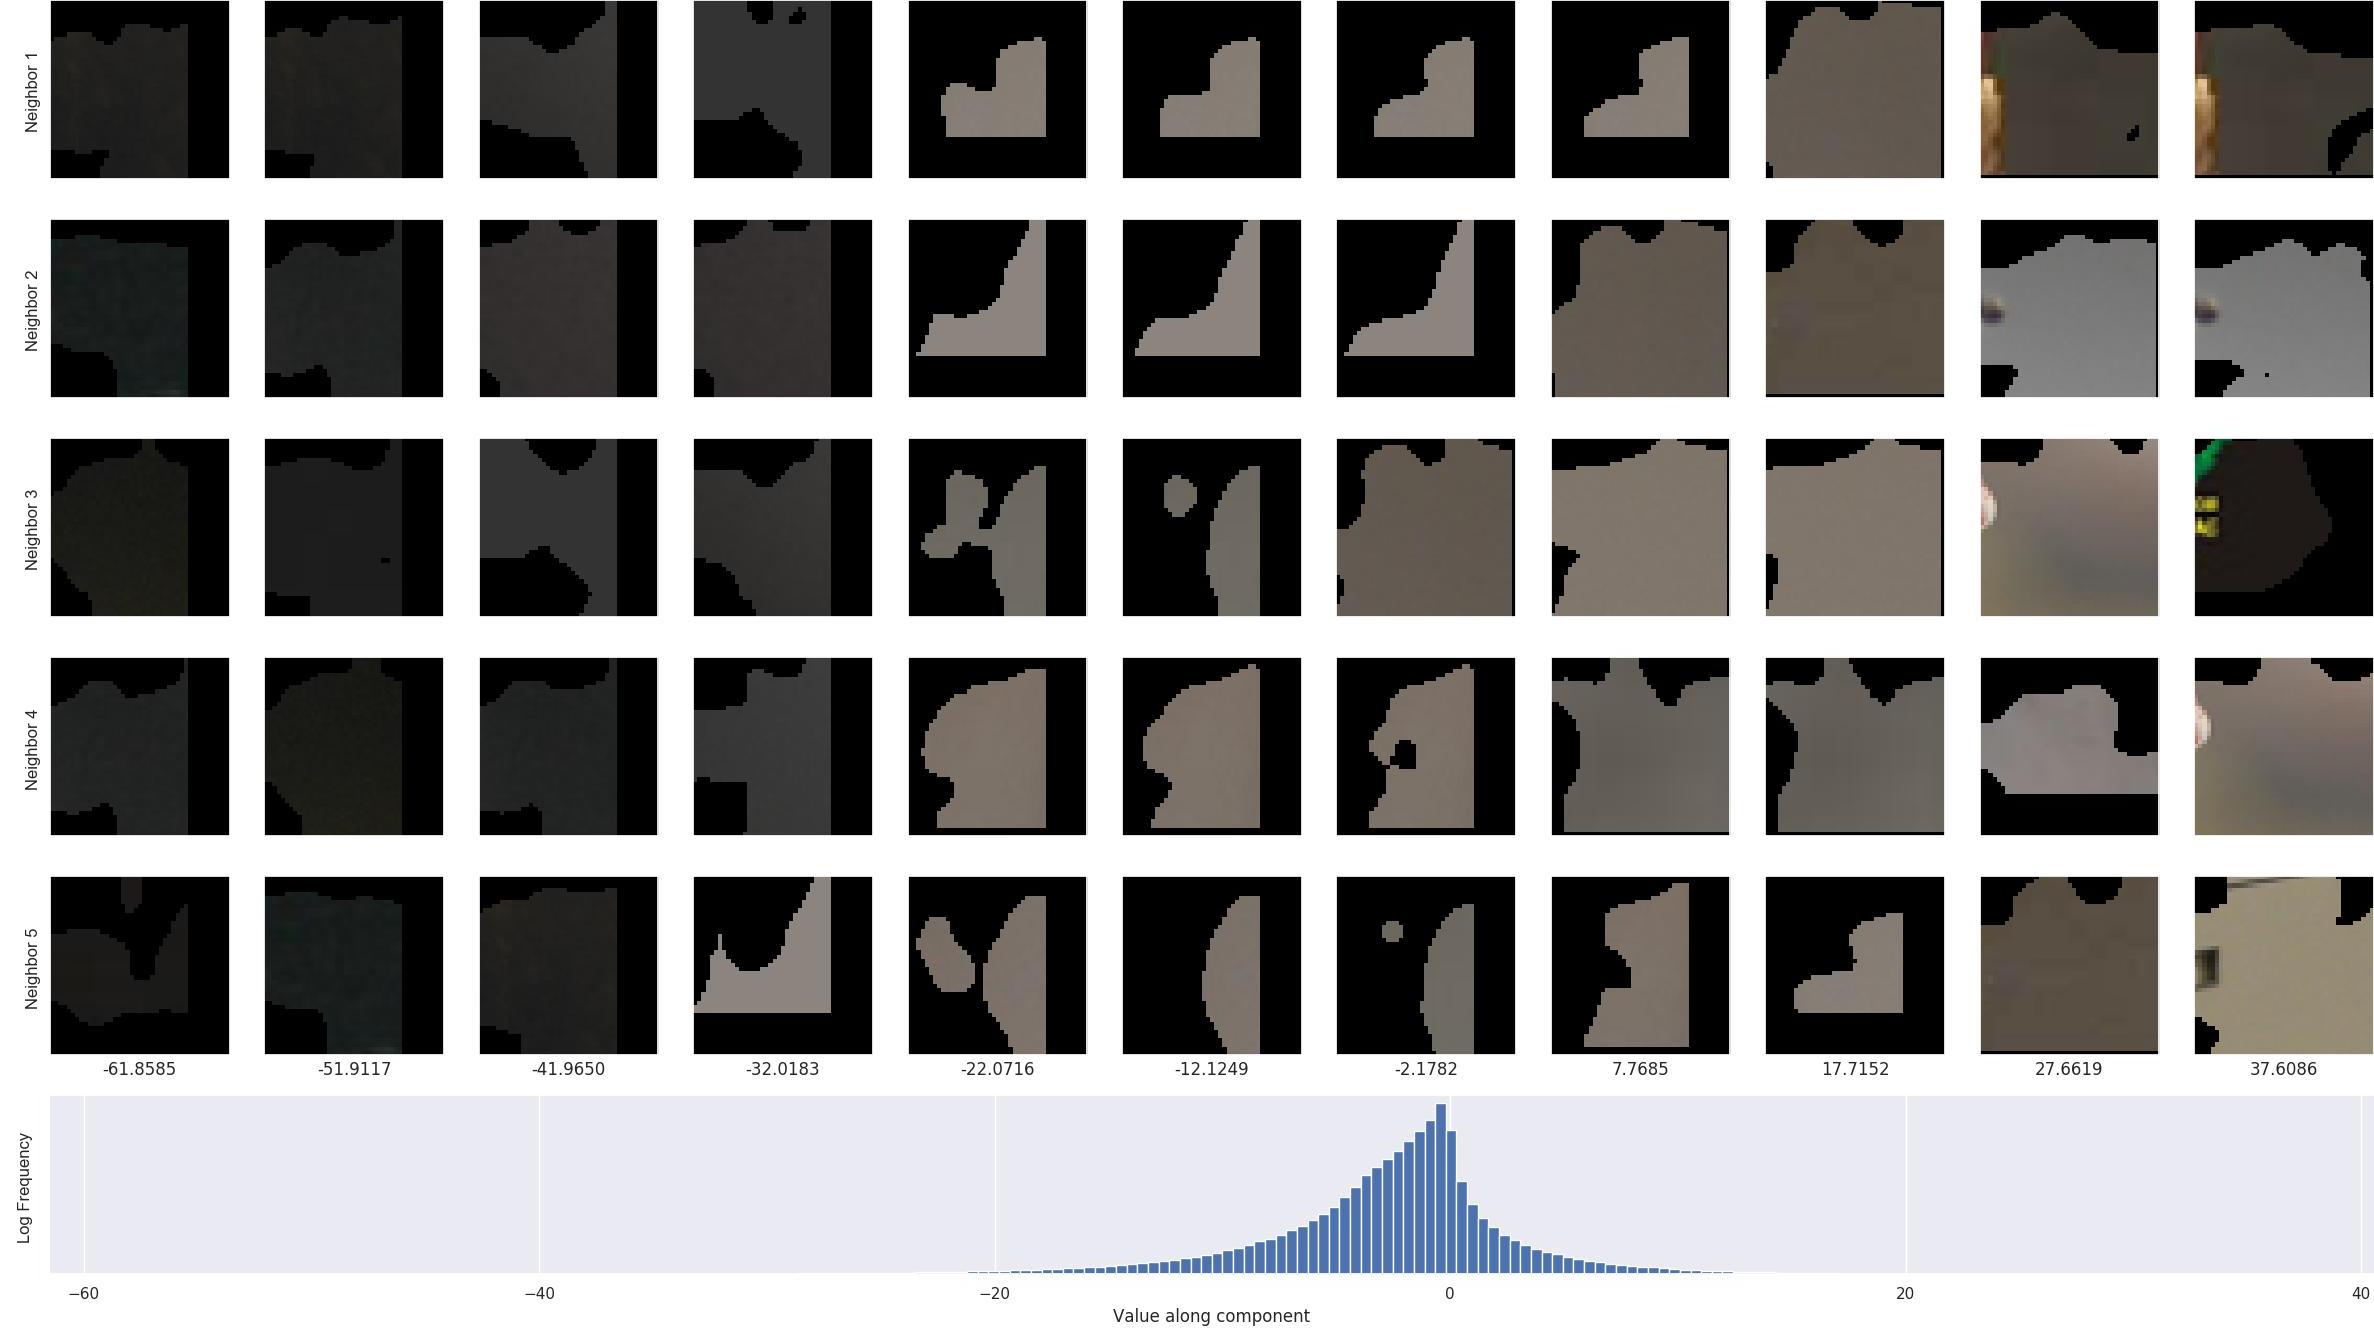 Neighbor 1
Neighbor 2
Neighbor 3
Neighbor 4
Neighbor 5
-61.8585 -51.9117 -41.9650 -32.0183 -22.0716 -12.1249 -2.1782 7.7685 17.7152 27.6619 37.6086
Log Frequency
−60 −40 −20 0 20 40
Value along component